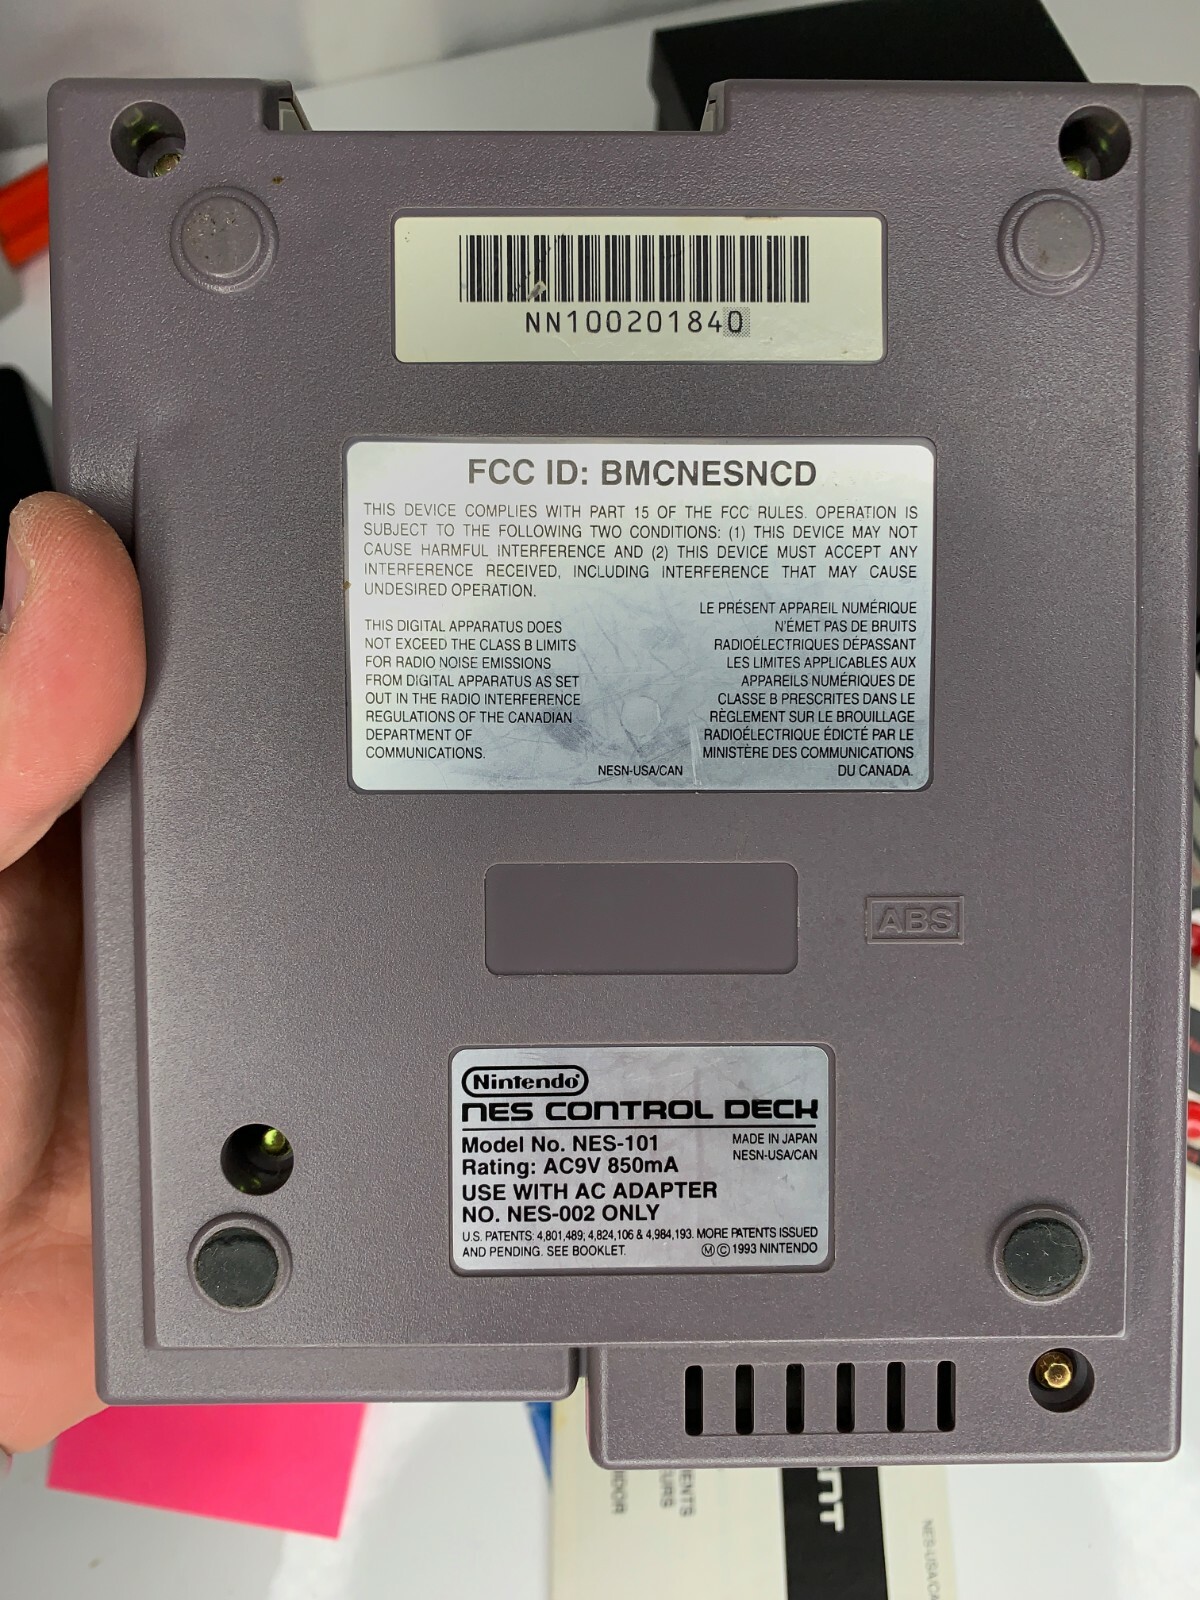 NN100201840
FCC ID: BMCNESNCD
THIS DEVICE COMPLIES WITH PART 15 OF THE FCC RULES. OPERATION IS
SUBJECT TO THE FOLLOWING TWO CONDITIONS: (1) THIS DEVICE MAY NOT
CAUSE HARMFUL INTERFERENCE AND (2) THIS DEVICE MUST ACCEPT ANY
INTERFERENCE RECEIVED, INCLUDING INTERFERENCE THAT MAY CAUSE
UNDESIRED OPERATION.
THIS DIGITAL APPARATUS DOES
NOT EXCEED THE CLASS B LIMITS
FOR RADIO NOISE EMISSIONS
FROM DIGITAL APPARATUS AS SET
OUT IN THE RADIO INTERFERENCE
REGULATIONS OF THE CANADIAN
DEPARTMENT OF
COMMUNICATIONS.
LE PRÉSENT APPAREIL NUMÉRIQUE
N'ÉMET PAS DE BRUITS
RADIOÉLECTRIQUES DÉPASSANT
LES LIMITES APPLICABLES AUX
APPAREILS NUMÉRIQUES DE
CLASSE B PRESCRITES DANS LE
RÈGLEMENT SUR LE BROUILLAGE
RADIOÉLECTRIQUE ÉDICTÉ PAR LE
MINISTÈRE DES COMMUNICATIONS
DU CANADA.
NESN-USA/CAN
ABS
Nintendo®
NES CONTROL DECK
Model No. NES-101
Rating: AC9V 850mA
MADE IN JAPAN
NESN-USA/CAN
USE WITH AC ADAPTER
NO. NES-002 ONLY
U.S. PATENTS: 4,801,489; 4,824,106 & 4,984,193. MORE PATENTS ISSUED
AND PENDING. SEE BOOKLET.
Ⓜ © 1993 NINTENDO